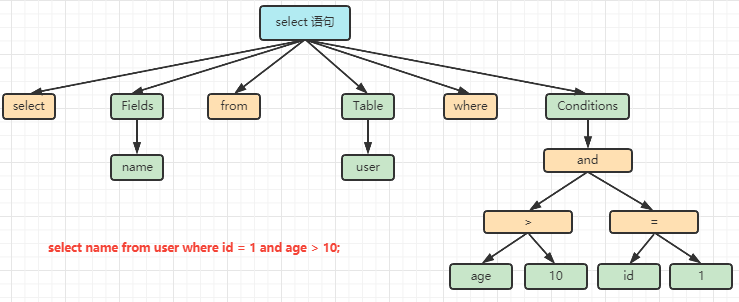 select 语句
select
Fields
from
Table
where
Conditions
name
user
and
>
=
select name from user where id = 1 and age > 10;
age
10
id
1